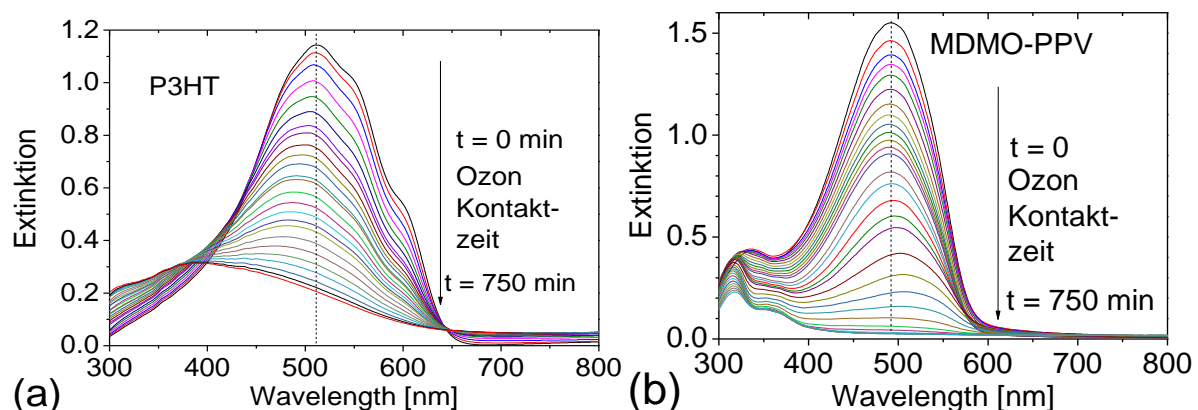 1.2
1.0
0.8
0.6
0.4
0.2
0.0
Extinktion
P3HT
t = 0 min
Ozon
Kontakt-
zeit
t = 750 min
300 400 500 600 700 800
Wavelength [nm]
(a)
1.5
1.0
0.5
0.0
Extinktion
MDMO-PPV
t = 0
Ozon
Kontakt-
zeit
t = 750 min
300 400 500 600 700 800
Wavelength [nm]
(b)